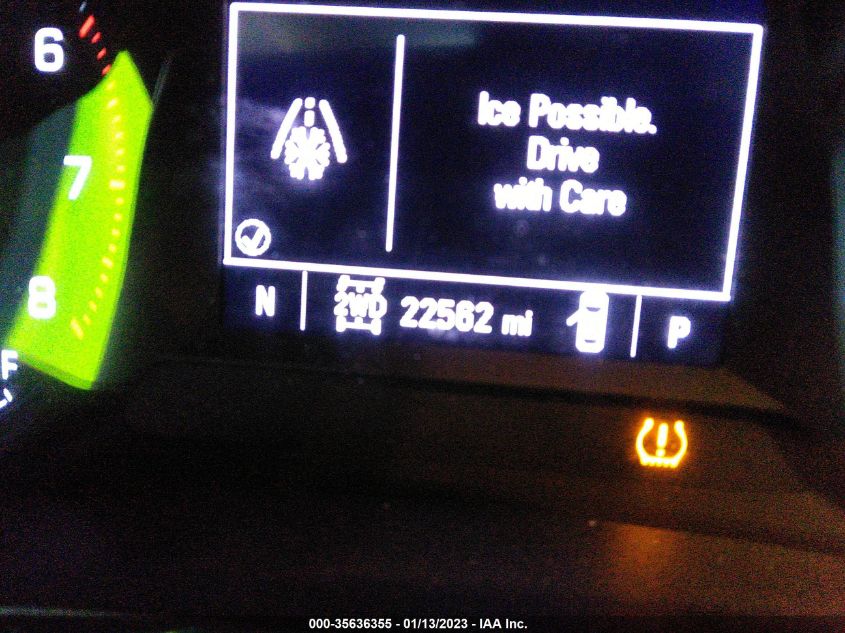 6
7
8
F
Ice Possible.
Drive
with Care
N
2WD
22562 mi
P
000-35636355 - 01/13/2023 - IAA Inc.